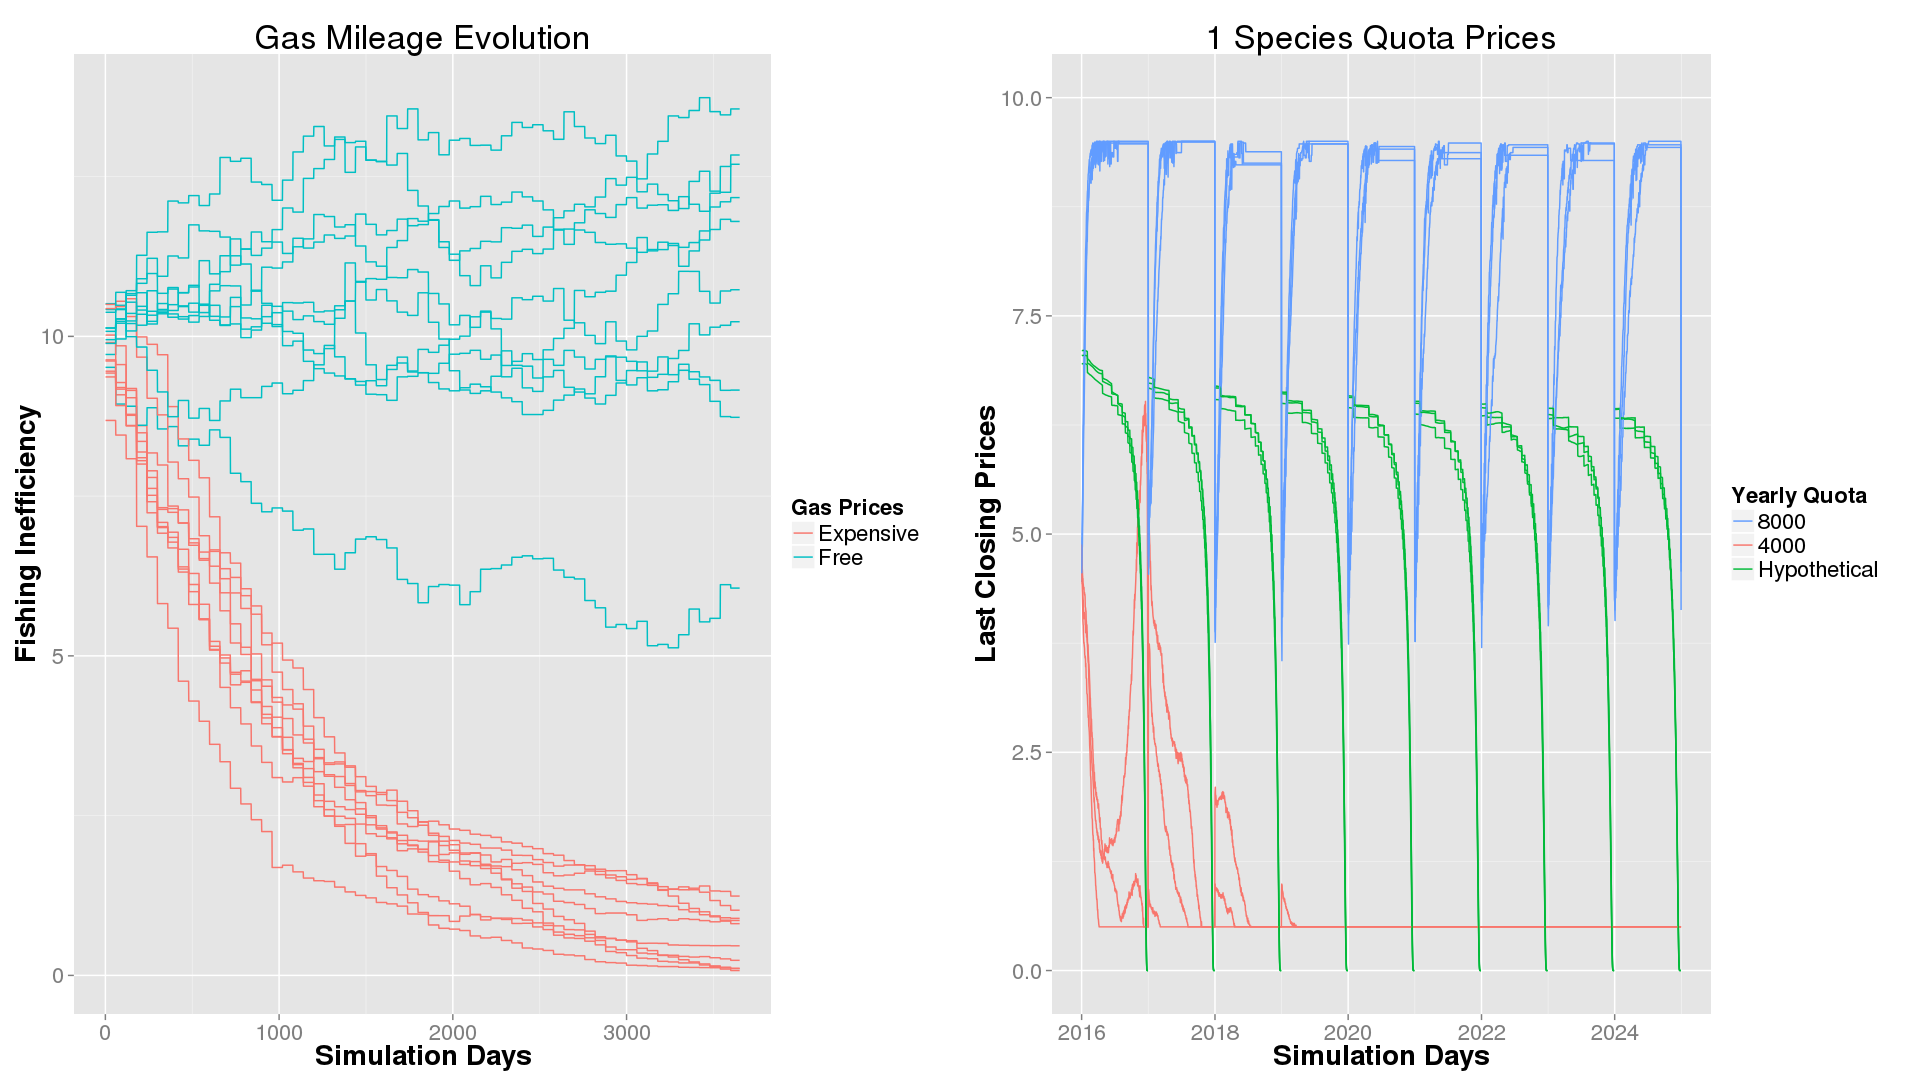 Gas Mileage Evolution
Fishing Inefficiency
10
5
0
0 1000 2000 3000
Simulation Days
Gas Prices
Expensive
Free
1 Species Quota Prices
Last Closing Prices
10.0
7.5
5.0
2.5
0.0
2016 2018 2020 2022 2024
Simulation Days
Yearly Quota
8000
4000
Hypothetical